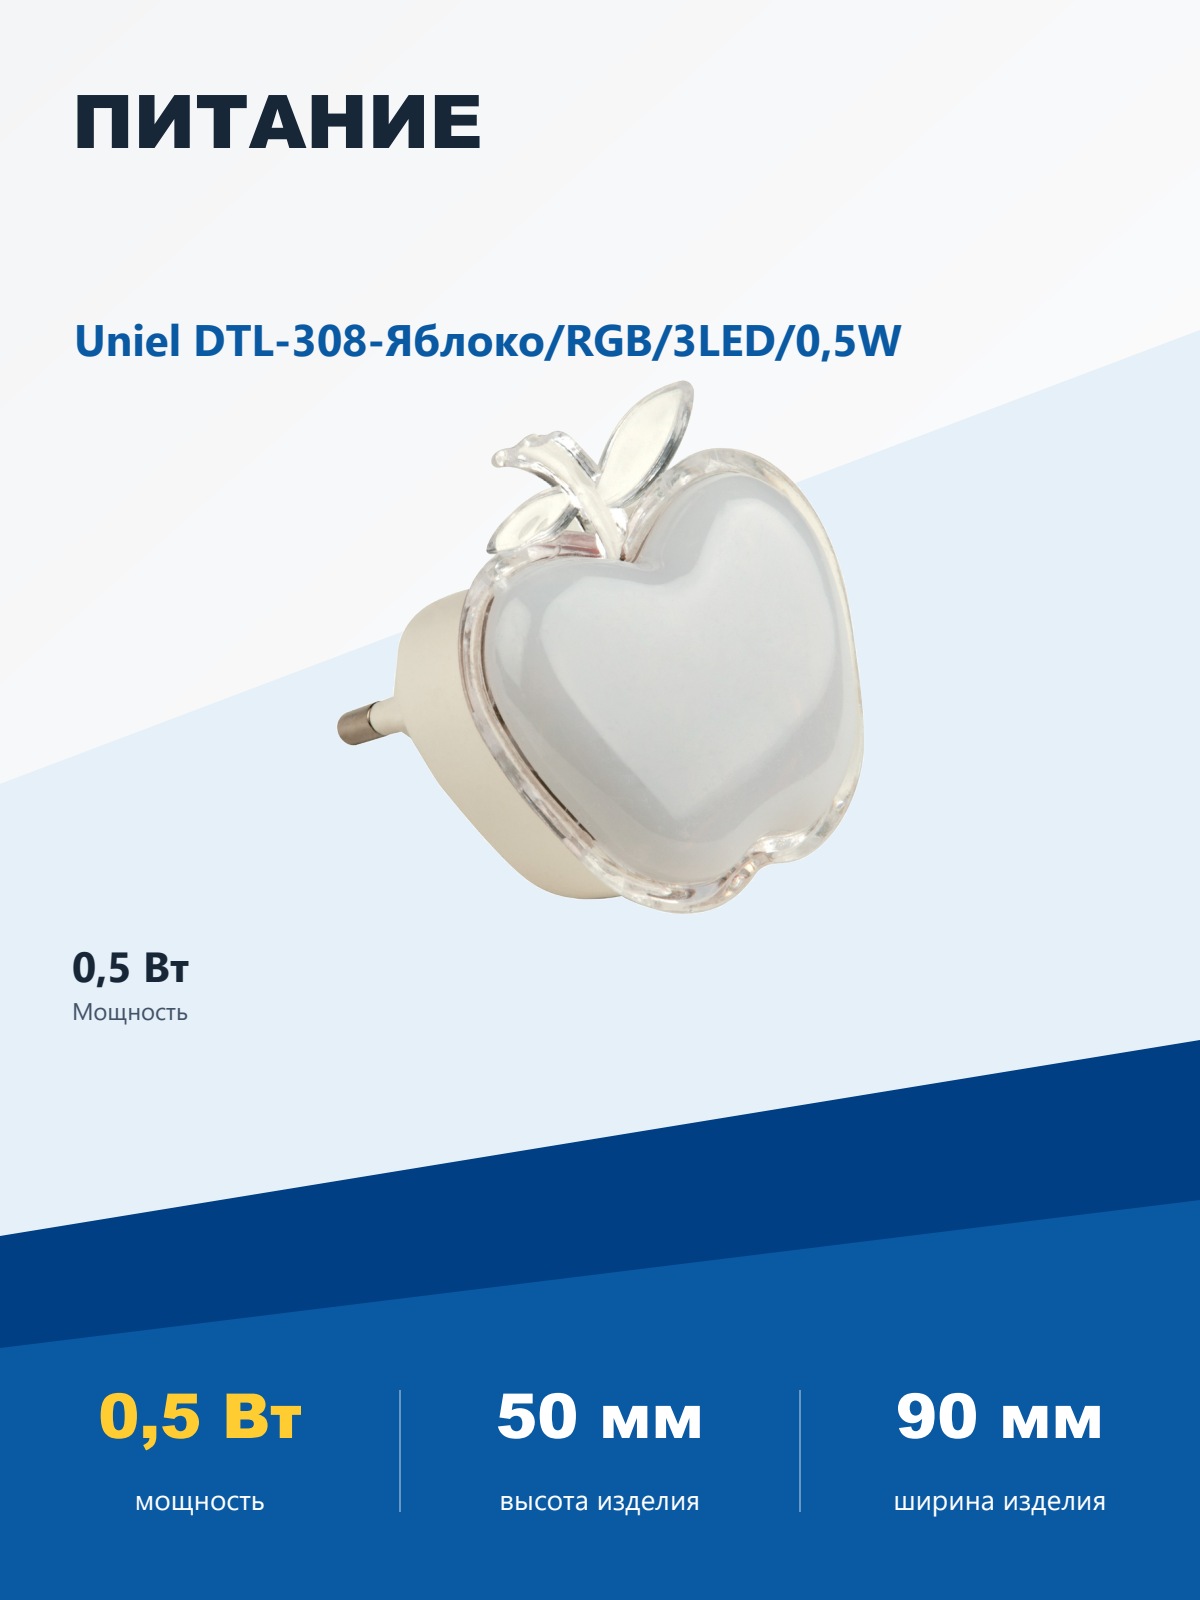 ПИТАНИЕ
Uniel DTL-308-Яблоко/RGB/3LED/0,5W
0,5 Вт
Мощность
0,5 Вт
мощность
50 мм
высота изделия
90 мм
ширина изделия